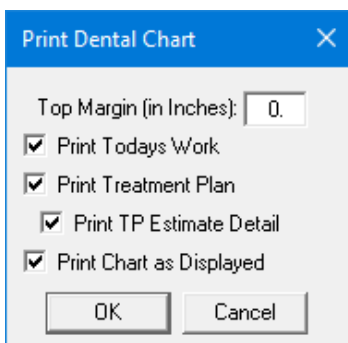 Print Dental Chart
Top Margin (in Inches): 0.
Print Todays Work
Print Treatment Plan
Print TP Estimate Detail
Print Chart as Displayed
OK Cancel